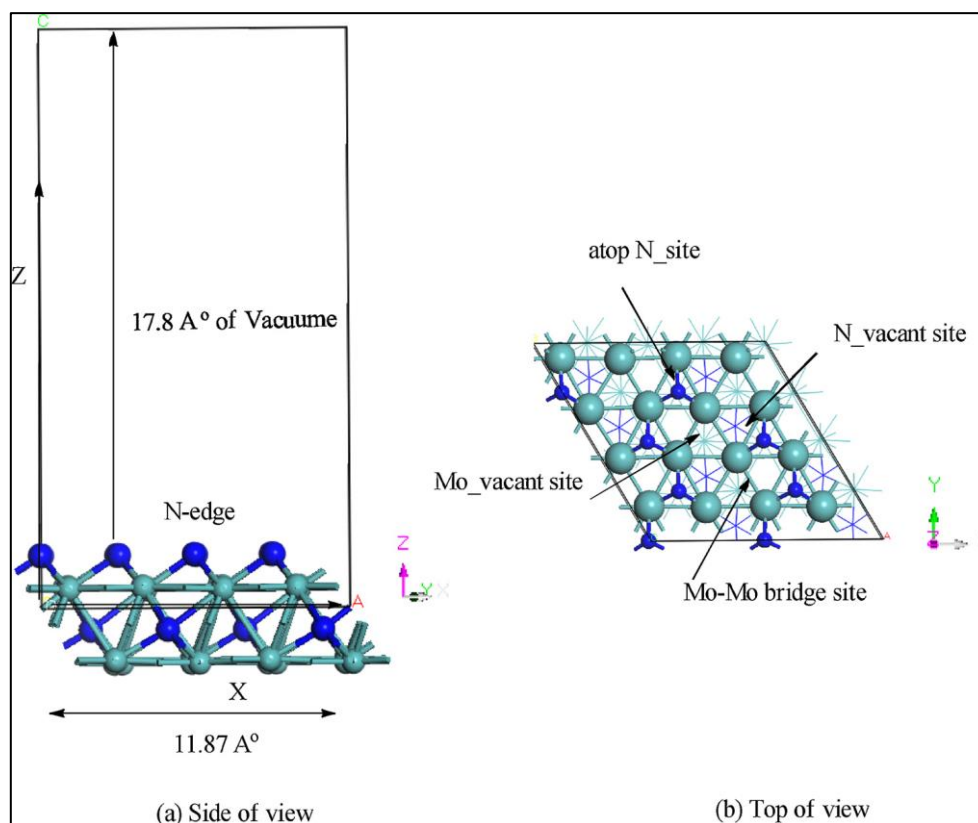 C
Z
17.8 A° of Vacuume
N-edge
Z
Y
X
A
X
11.87 A°
(a) Side of view
atop N_site
N_vacant site
Mo_vacant site
Mo-Mo bridge site
Y
Z
A
(b) Top of view